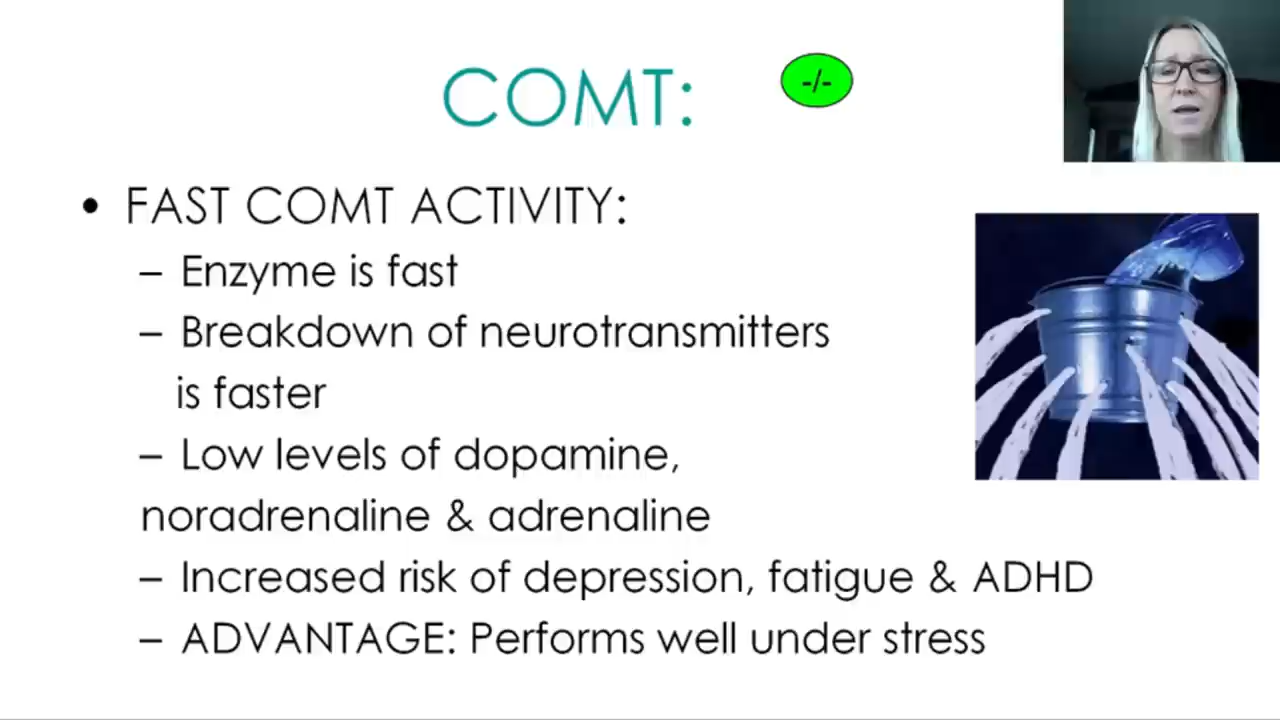 COMT:
-/-
• FAST COMT ACTIVITY:
– Enzyme is fast
– Breakdown of neurotransmitters
is faster
– Low levels of dopamine,
noradrenaline & adrenaline
– Increased risk of depression, fatigue & ADHD
– ADVANTAGE: Performs well under stress